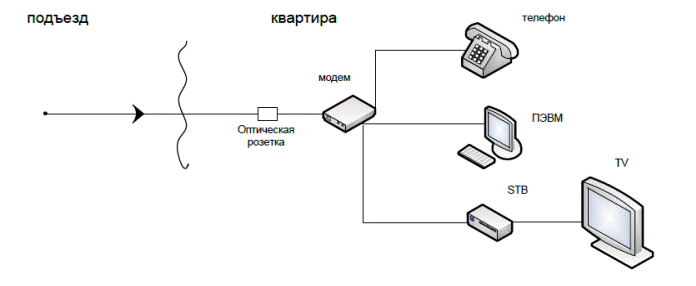 подъезд
квартира
телефон
модем
ПЭВМ
Оптическая
розетка
TV
STB